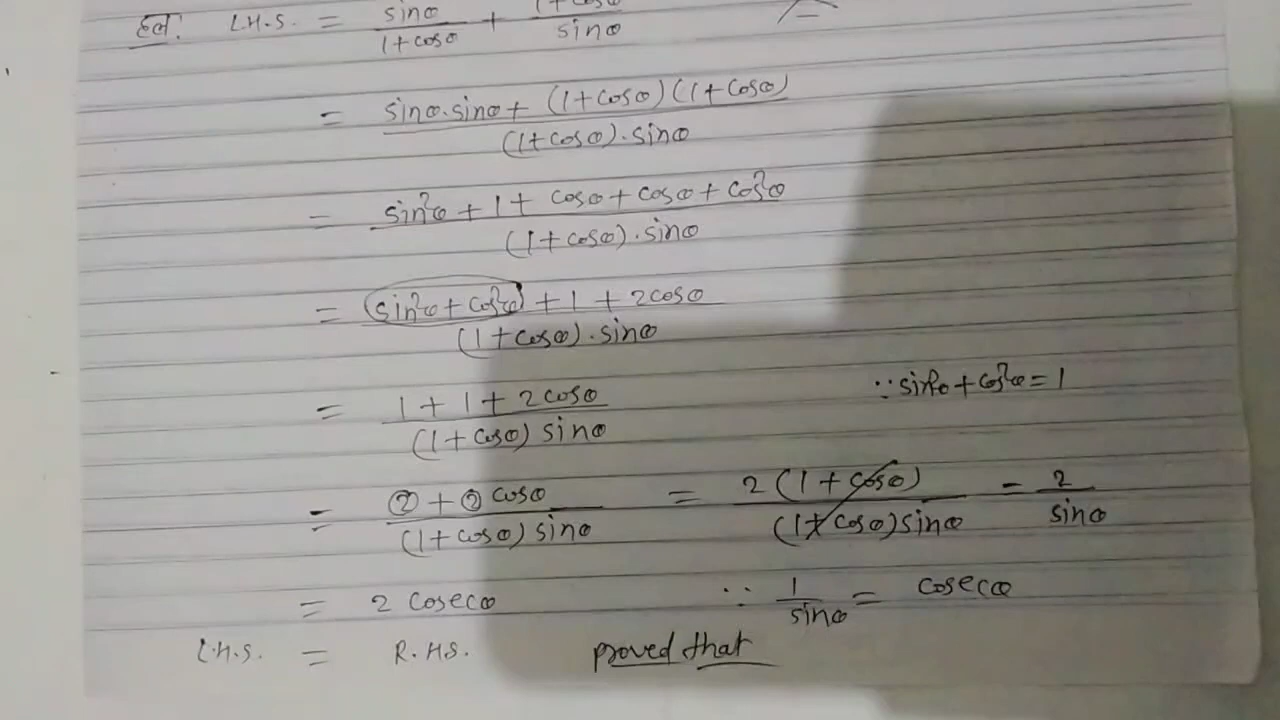 हल: L.H.S. = sinθ/(1+cosθ) + (1+cosθ)/sinθ
= (sinθ.sinθ + (1+cosθ)(1+cosθ))/((1+cosθ).sinθ)
= (sin²θ + 1 + cosθ + cosθ + cos²θ)/((1+cosθ).sinθ)
= ((sin²θ + cos²θ) + 1 + 2cosθ)/((1+cosθ).sinθ)
= (1 + 1 + 2cosθ)/((1+cosθ) sinθ) ∵ sin²θ + cos²θ = 1
= (2 + 2cosθ)/((1+cosθ) sinθ) = 2(1+cosθ)/((1+cosθ)sinθ) = 2/sinθ
= 2 cosecθ ∵ 1/sinθ = cosecθ
L.H.S. = R.H.S. proved that